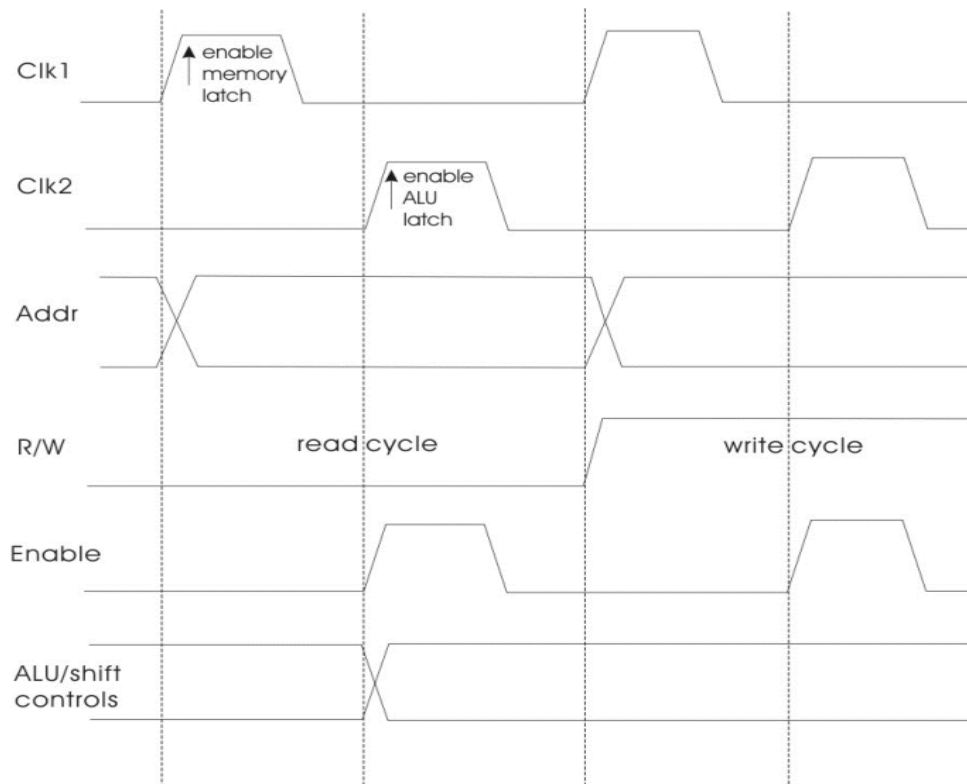 Clk1
enable
memory
latch
Clk2
enable
ALU
latch
Addr
R/W
read cycle
write cycle
Enable
ALU/shift
controls